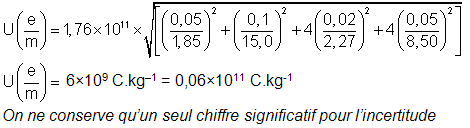 U(e/m) = 1,76×10¹¹ × √[(0,05/1,85)² + (0,1/15,0)² + 4(0,02/2,27)² + 4(0,05/8,50)²]
U(e/m) = 6×10⁹ C.kg⁻¹ = 0,06×10¹¹ C.kg⁻¹
On ne conserve qu'un seul chiffre significatif pour l'incertitude